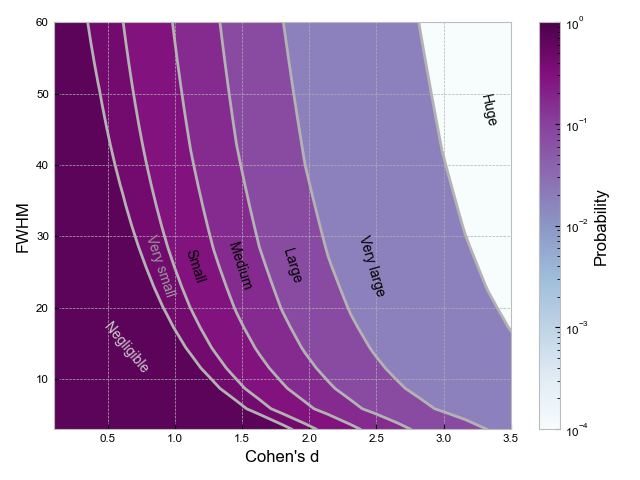 60
50
40
30
20
10
FWHM
0.5
1.0
1.5
2.0
2.5
3.0
3.5
Cohen's d
Negligible
Very small
Small
Medium
Large
Very large
Huge
10⁰
10⁻¹
10⁻²
10⁻³
10⁻⁴
Probability